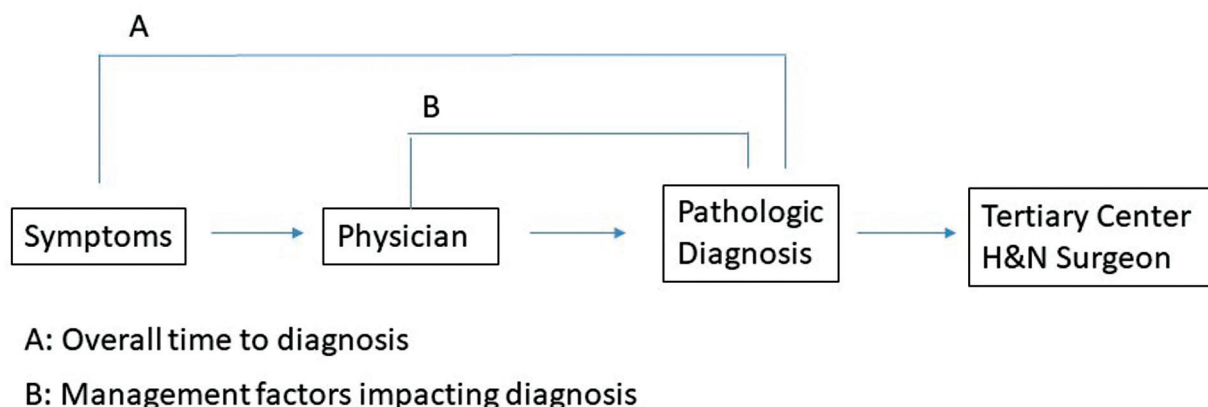 A
B
Symptoms
Physician
Pathologic
Diagnosis
Tertiary Center
H&N Surgeon
A: Overall time to diagnosis
B: Management factors impacting diagnosis